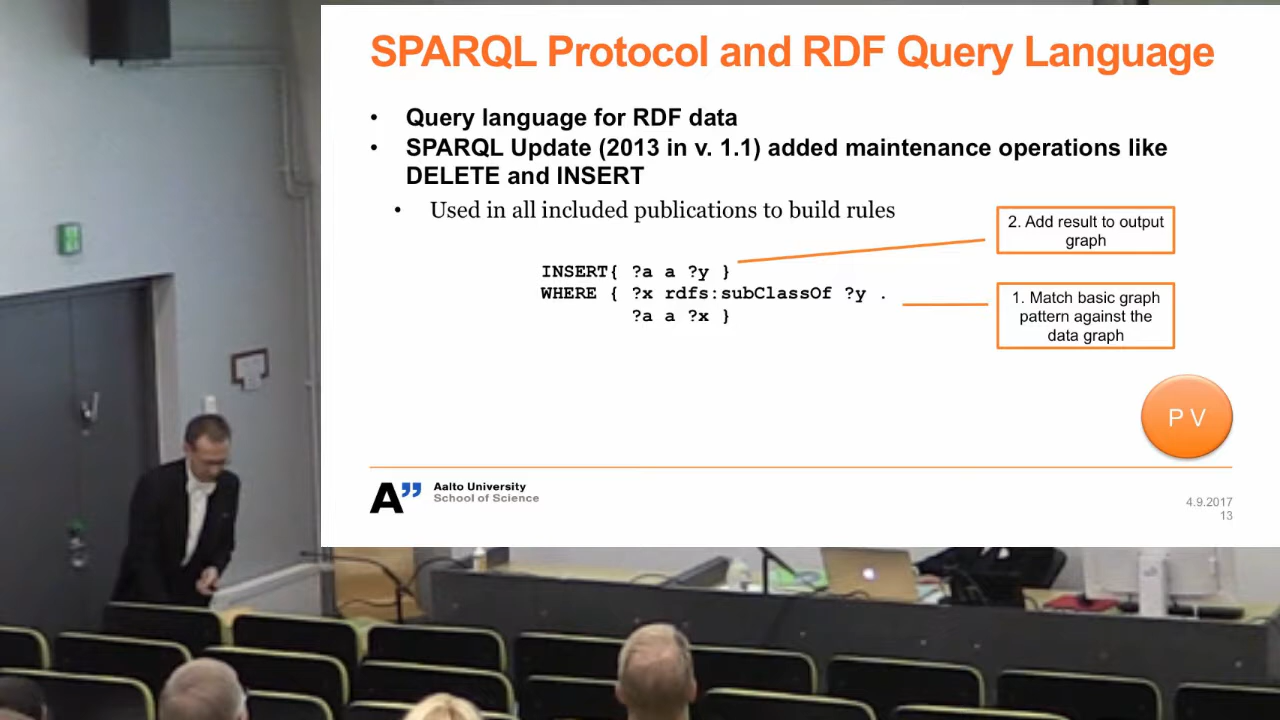 SPARQL Protocol and RDF Query Language
• Query language for RDF data
• SPARQL Update (2013 in v. 1.1) added maintenance operations like
DELETE and INSERT
• Used in all included publications to build rules
2. Add result to output
graph
INSERT{ ?a a ?y }
WHERE { ?x rdfs:subClassOf ?y .
?a a ?x }
1. Match basic graph
pattern against the
data graph
P V
A”
Aalto University
School of Science
4.9.2017
13